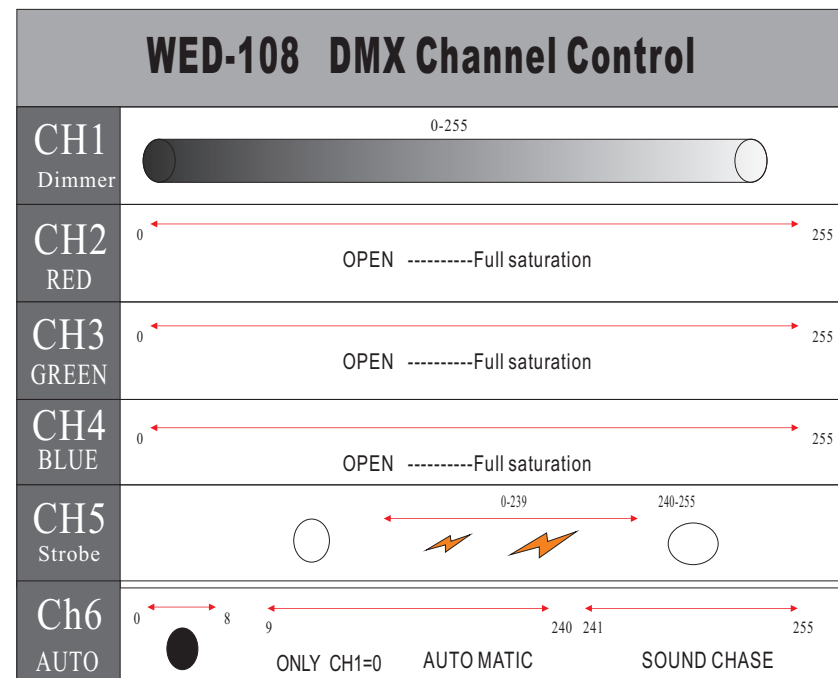 WED-108 DMX Channel Control
CH1
Dimmer
0-255
CH2
RED
0
255
OPEN ----------Full saturation
CH3
GREEN
0
255
OPEN ----------Full saturation
CH4
BLUE
0
255
OPEN ----------Full saturation
CH5
Strobe
0-239
240-255
Ch6
AUTO
0
8
9
240
241
255
ONLY CH1=0
AUTO MATIC
SOUND CHASE